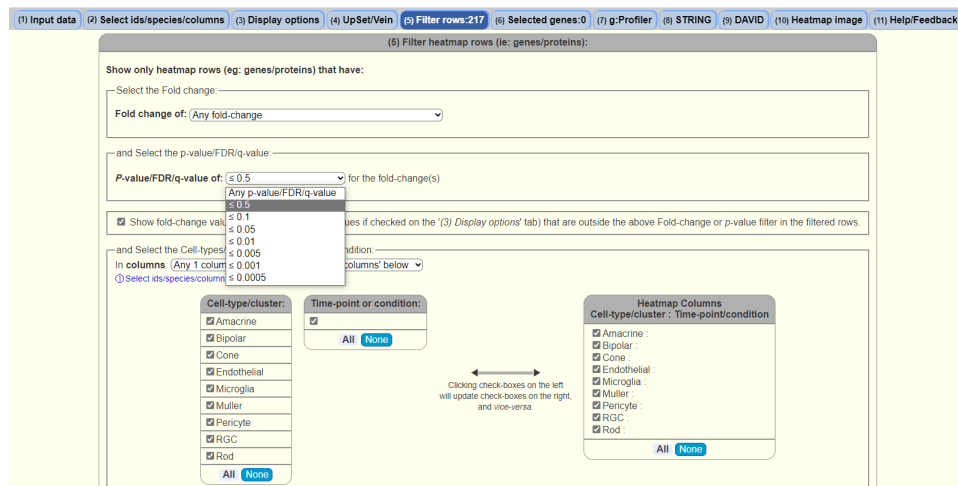 (1) Input data (2) Select ids/species/columns (3) Display options (4) UpSet/Vein (5) Filter rows:217 (6) Selected genes:0 (7) g:Profiler (8) STRING (9) DAVID (10) Heatmap image (11) Help/Feedback
(5) Filter heatmap rows (ie: genes/proteins):
Show only heatmap rows (eg: genes/proteins) that have:
Select the Fold change:
Fold change of: Any fold-change
and Select the p-value/FDR/q-value:
P-value/FDR/q-value of: ≤ 0.5 for the fold-change(s)
Any p-value/FDR/q-value
≤ 0.5
≤ 0.1
≤ 0.05
≤ 0.01
≤ 0.005
≤ 0.001
≤ 0.0005
Show fold-change ues if checked on the '(3) Display options' tab) that are outside the above Fold-change or p-value filter in the filtered rows.
and Select the Cell-types/ dition:
In columns: Any 1 columns' below
Select ids/species/column
Cell-type/cluster:
Amacrine
Bipolar
Cone
Endothelial
Microglia
Muller
Pericyte
RGC
Rod
All None
Time-point or condition:
All None
Clicking check-boxes on the left
will update check-boxes on the right,
and vice-versa.
Heatmap Columns
Cell-type/cluster : Time-point/condition
Amacrine :
Bipolar :
Cone :
Endothelial :
Microglia :
Muller :
Pericyte :
RGC :
Rod :
All None